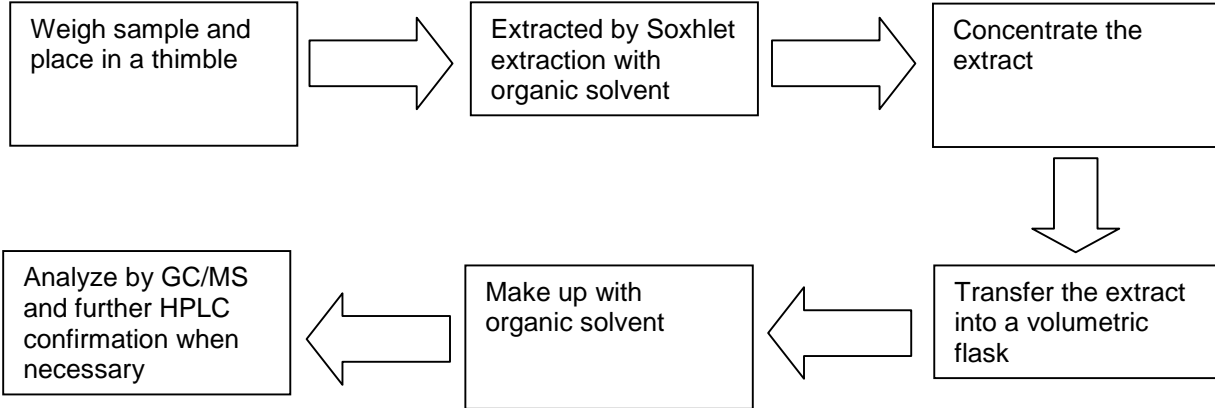 Weigh sample and
place in a thimble
Extracted by Soxhlet
extraction with
organic solvent
Concentrate the
extract
Transfer the extract
into a volumetric
flask
Make up with
organic solvent
Analyze by GC/MS
and further HPLC
confirmation when
necessary